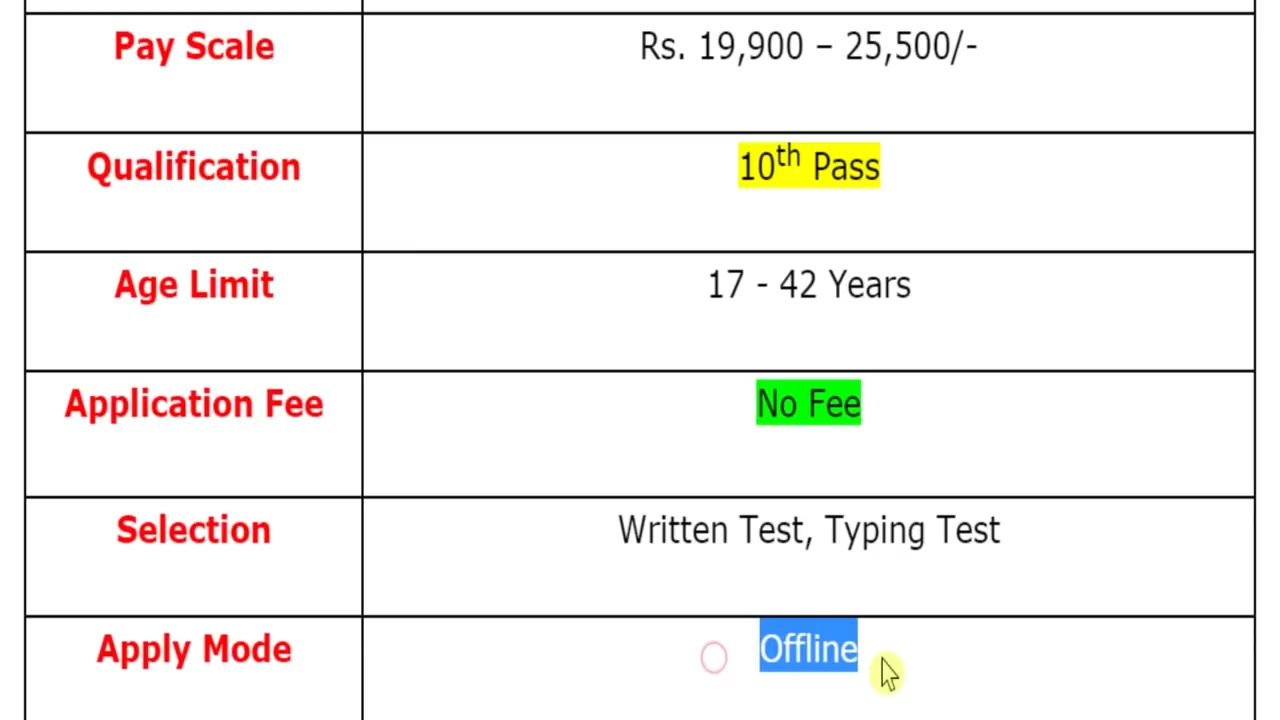 Pay Scale Rs. 19,900 – 25,500/-
Qualification 10th Pass
Age Limit 17 - 42 Years
Application Fee No Fee
Selection Written Test, Typing Test
Apply Mode Offline